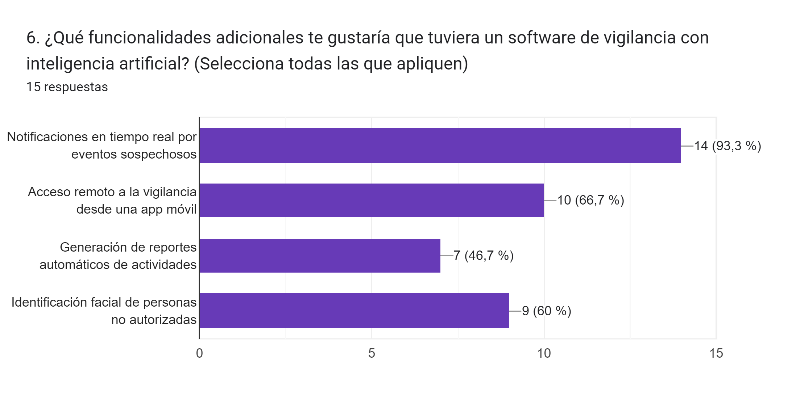 6. ¿Qué funcionalidades adicionales te gustaría que tuviera un software de vigilancia con
inteligencia artificial? (Selecciona todas las que apliquen)
15 respuestas
Notificaciones en tiempo real por
eventos sospechosos
14 (93,3 %)
Acceso remoto a la vigilancia
desde una app móvil
10 (66,7 %)
Generación de reportes
automáticos de actividades
7 (46,7 %)
Identificación facial de personas
no autorizadas
9 (60 %)
0 5 10 15